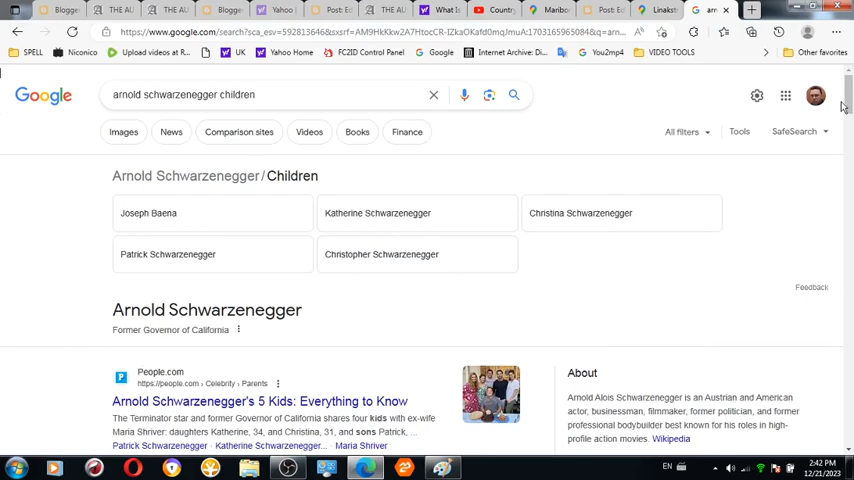 Blogger
THE AU
THE AU
Blogge
Yahoo
Post: Ed
THE AU
What Is
Country
Maribor
Post: Ed
Linakst
arn
https://www.google.com/search?sca_esv=592813646&sxsrf=AM9HkKkw2A7HtocCYR-IZkaOKafd0mqJmuA:1703165965084&q=arn...
SPELL
Niconico
Upload videos at R...
UK
Yahoo Home
FC2ID Control Panel
Google
Internet Archive: Di...
You2mp4
VIDEO TOOLS
Other favorites
Google
arnold schwarzenegger children
Images
News
Comparison sites
Videos
Books
Finance
All filters
Tools
SafeSearch
Arnold Schwarzenegger/Children
Joseph Baena
Katherine Schwarzenegger
Christina Schwarzenegger
Patrick Schwarzenegger
Christopher Schwarzenegger
Feedback
Arnold Schwarzenegger
Former Governor of California
People.com
https://people.com › Celebrity › Parents
Arnold Schwarzenegger's 5 Kids: Everything to Know
The Terminator star and former Governor of California shares four kids with ex-wife
Maria Shriver: daughters Katherine, 34, and Christina, 31, and sons Patrick, ...
Patrick Schwarzenegger · Katherine Schwarzenegger... · Maria Shriver
About
Arnold Alois Schwarzenegger is an Austrian and American
actor, businessman, filmmaker, former politician, and former
professional bodybuilder best known for his roles in high-
profile action movies. Wikipedia
EN
2:42 PM
12/21/2023